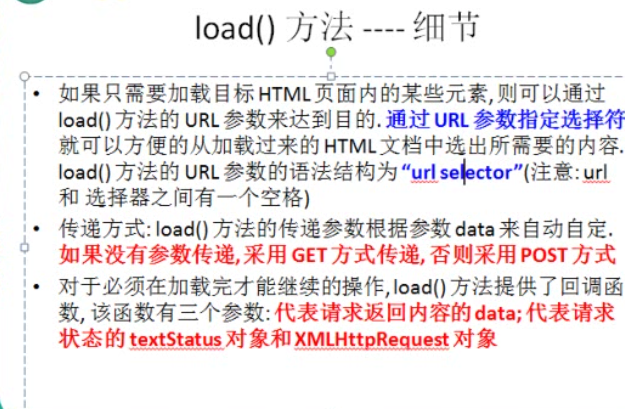 load() 方法 ---- 细节
• 如果只需要加载目标 HTML 页面内的某些元素,则可以通过
load() 方法的 URL 参数来达到目的. 通过 URL 参数指定选择符
就可以方便的从加载过来的 HTML 文档中选出所需要的内容.
load() 方法的 URL 参数的语法结构为 “url selector”(注意: url
和 选择器之间有一个空格)
• 传递方式: load() 方法的传递参数根据参数 data 来自动自定.
如果没有参数传递, 采用 GET 方式传递, 否则采用 POST 方式
• 对于必须在加载完才能继续的操作, load() 方法提供了回调函
数, 该函数有三个参数: 代表请求返回内容的 data; 代表请求
状态的 textStatus 对象和 XMLHttpRequest 对象